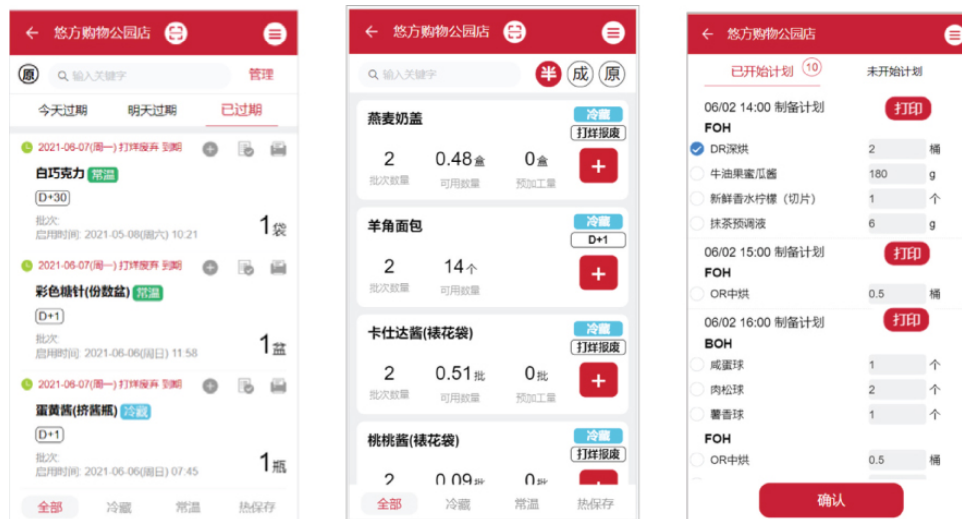 悠方购物公园店
原 输入关键字 管理
今天过期 明天过期 已过期
2021-06-07(周一) 打烊废弃 到期
白巧克力 常温
D+30
批次:
启用时间: 2021-05-08(周六) 10:21
1袋
2021-06-07(周一) 打烊废弃 到期
彩色糖针(份数盆) 常温
D+1
批次:
启用时间: 2021-06-06(周日) 11:58
1盆
2021-06-07(周一) 打烊废弃 到期
蛋黄酱(挤酱瓶) 冷藏
D+1
批次:
启用时间: 2021-06-06(周日) 07:45
1瓶
全部 冷藏 常温 热保存
悠方购物公园店
输入关键字 半 成 原
燕麦奶盖 冷藏
打烊报废
2 0.48盒 0盒 +
批次数量 可用数量 预加工量
羊角面包 冷藏
D+1
2 14个 +
批次数量 可用数量
卡仕达酱(裱花袋) 冷藏
打烊报废
2 0.51批 0批 +
批次数量 可用数量 预加工量
桃桃酱(裱花袋) 冷藏
打烊报废
2 0.09批 0批
全部 冷藏 常温 热保存
悠方购物公园店
已开始计划 10 未开始计划
06/02 14:00 制备计划 打印
FOH
DR深烘 2 桶
牛油果蜜瓜酱 180 g
新鲜香水柠檬（切片） 1 个
抹茶预调液 6 g
06/02 15:00 制备计划 打印
FOH
OR中烘 0.5 桶
06/02 16:00 制备计划 打印
BOH
咸蛋球 1 个
肉松球 2 个
薯香球 1 个
FOH
OR中烘 0.5 桶
确认